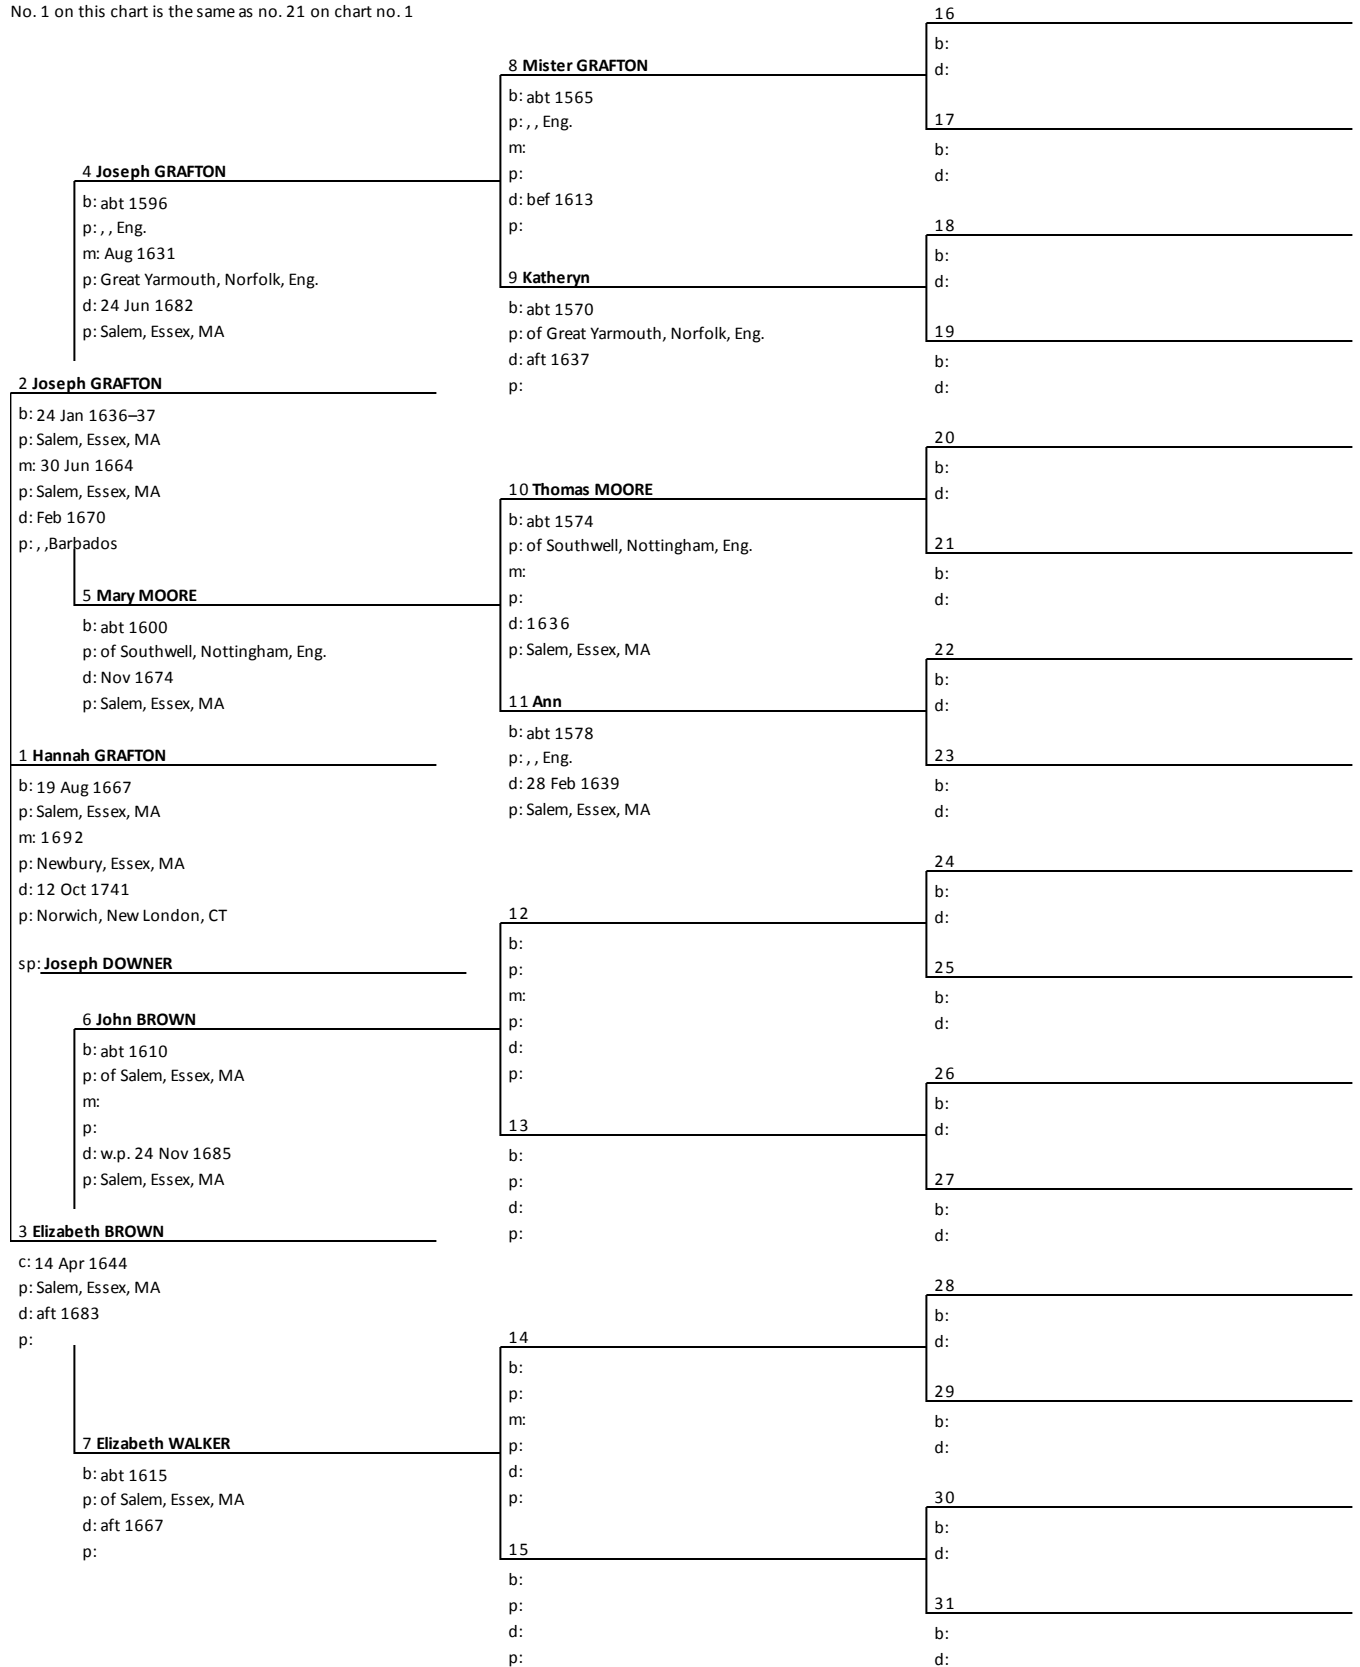 No. 1 on this chart is the same as no. 21 on chart no. 1
16
b:
d:
8 Mister GRAFTON
b: abt 1565
p: , , Eng.
m:
p:
d: bef 1613
p:
17
b:
d:
4 Joseph GRAFTON
b: abt 1596
p: , , Eng.
m: Aug 1631
p: Great Yarmouth, Norfolk, Eng.
d: 24 Jun 1682
p: Salem, Essex, MA
18
b:
d:
9 Katheryn
b: abt 1570
p: of Great Yarmouth, Norfolk, Eng.
d: aft 1637
p:
19
b:
d:
2 Joseph GRAFTON
b: 24 Jan 1636–37
p: Salem, Essex, MA
m: 30 Jun 1664
p: Salem, Essex, MA
d: Feb 1670
p: , ,Barbados
20
b:
d:
10 Thomas MOORE
b: abt 1574
p: of Southwell, Nottingham, Eng.
m:
p:
d: 1636
p: Salem, Essex, MA
21
b:
d:
5 Mary MOORE
b: abt 1600
p: of Southwell, Nottingham, Eng.
d: Nov 1674
p: Salem, Essex, MA
22
b:
d:
11 Ann
b: abt 1578
p: , , Eng.
d: 28 Feb 1639
p: Salem, Essex, MA
23
b:
d:
1 Hannah GRAFTON
b: 19 Aug 1667
p: Salem, Essex, MA
m: 1692
p: Newbury, Essex, MA
d: 12 Oct 1741
p: Norwich, New London, CT
sp: Joseph DOWNER
24
b:
d:
12
b:
p:
m:
p:
d:
p:
25
b:
d:
6 John BROWN
b: abt 1610
p: of Salem, Essex, MA
m:
p:
d: w.p. 24 Nov 1685
p: Salem, Essex, MA
26
b:
d:
13
b:
p:
d:
p:
27
b:
d:
3 Elizabeth BROWN
c: 14 Apr 1644
p: Salem, Essex, MA
d: aft 1683
p:
28
b:
d:
14
b:
p:
m:
p:
d:
p:
29
b:
d:
7 Elizabeth WALKER
b: abt 1615
p: of Salem, Essex, MA
d: aft 1667
p:
30
b:
d:
15
b:
p:
d:
p:
31
b:
d: